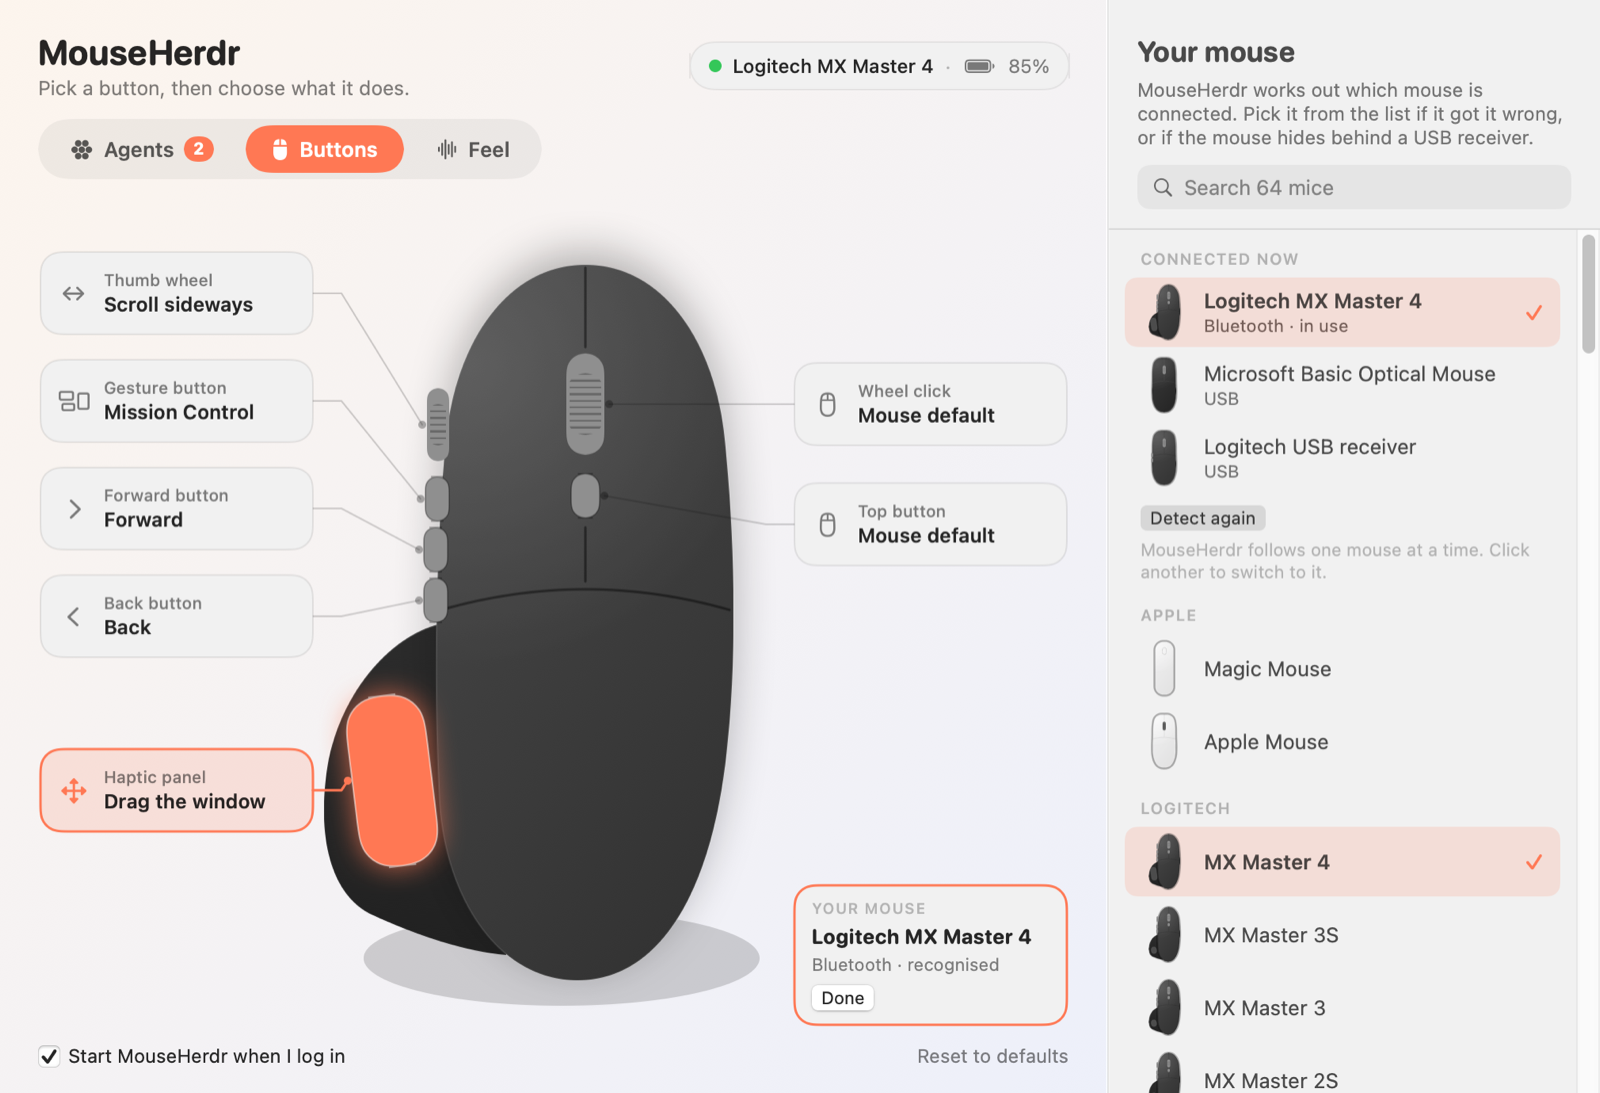 MouseHerdr
Pick a button, then choose what it does.
Logitech MX Master 4 · 85%
Agents 2
Buttons
Feel
Thumb wheel
Scroll sideways
Gesture button
Mission Control
Forward button
Forward
Back button
Back
Haptic panel
Drag the window
Wheel click
Mouse default
Top button
Mouse default
YOUR MOUSE
Logitech MX Master 4
Bluetooth · recognised
Done
Start MouseHerdr when I log in
Reset to defaults
Your mouse
MouseHerdr works out which mouse is
connected. Pick it from the list if it got it wrong,
or if the mouse hides behind a USB receiver.
Search 64 mice
CONNECTED NOW
Logitech MX Master 4
Bluetooth · in use
Microsoft Basic Optical Mouse
USB
Logitech USB receiver
USB
Detect again
MouseHerdr follows one mouse at a time. Click
another to switch to it.
APPLE
Magic Mouse
Apple Mouse
LOGITECH
MX Master 4
MX Master 3S
MX Master 3
MX Master 2S